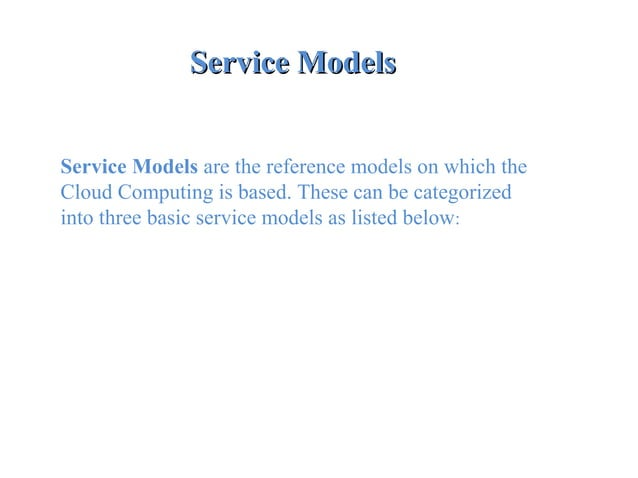 Service Models
Service Models are the reference models on which the
Cloud Computing is based. These can be categorized
into three basic service models as listed below: